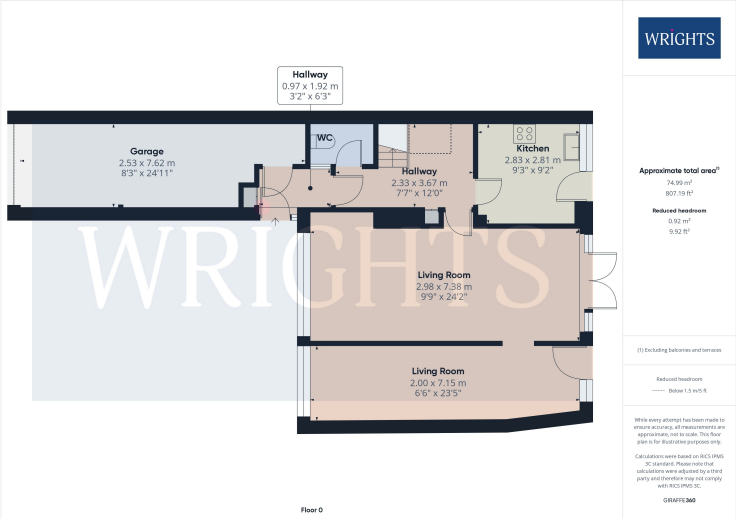 WRIGHTS
Hallway
0.97 x 1.92 m
3'2" x 6'3"
WC
Garage
2.53 x 7.62 m
8'3" x 24'11"
Hallway
2.33 x 3.67 m
7'7" x 12'0"
Kitchen
2.83 x 2.81 m
9'3" x 9'2"
WRIGHTS
Living Room
2.98 x 7.38 m
9'9" x 24'2"
Living Room
2.00 x 7.15 m
6'6" x 23'5"
Floor 0
Approximate total area⁽¹⁾
74.99 m²
807.19 ft²
Reduced headroom
0.92 m²
9.92 ft²
(1) Excluding balconies and terraces
Reduced headroom
Below 1.5 m/5 ft
While every attempt has been made to
ensure accuracy, all measurements are
approximate, not to scale. This floor
plan is for illustrative purposes only.
Calculations were based on RICS IPMS
3C standard. Please note that
calculations were adjusted by a third
party and therefore may not comply
with RICS IPMS 3C.
GIRAFFE360